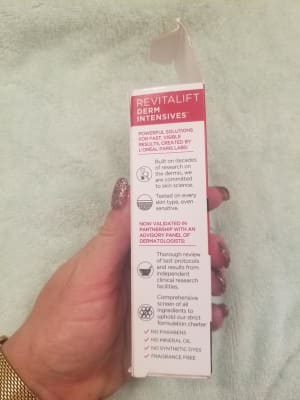 REVITALIFT
DERM
INTENSIVES™
POWERFUL SOLUTIONS
FOR FAST, VISIBLE
RESULTS, CREATED BY
L'ORÉAL PARIS LABS:
Built on decades
of research on
the dermis, we
are committed
to skin science.
Tested on every
skin type, even
sensitive.
NOW VALIDATED IN
PARTNERSHIP WITH AN
ADVISORY PANEL OF
DERMATOLOGISTS:
Thorough review
of test protocols
and results from
independent
clinical research
facilities.
Comprehensive
screen of all
ingredients to
uphold our strict
formulation charter:
✓ NO PARABENS
✓ NO MINERAL OIL
✓ NO SYNTHETIC DYES
✓ FRAGRANCE FREE